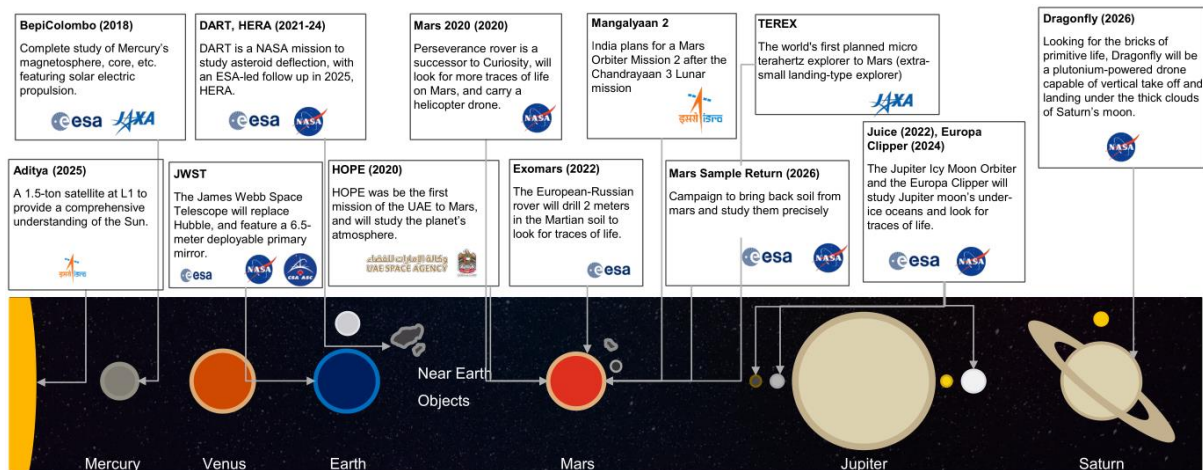 BepiColombo (2018)
Complete study of Mercury's
magnetosphere, core, etc.
featuring solar electric
propulsion.
esa
JAXA
DART, HERA (2021-24)
DART is a NASA mission to
study asteroid deflection, with
an ESA-led follow up in 2025,
HERA.
esa
NASA
Mars 2020 (2020)
Perseverance rover is a
successor to Curiosity, will
look for more traces of life
on Mars, and carry a
helicopter drone.
NASA
Mangalyaan 2
India plans for a Mars
Orbiter Mission 2 after the
Chandrayaan 3 Lunar
mission
इसरो
TEREX
The world's first planned micro
terahertz explorer to Mars (extra-
small landing-type explorer)
JAXA
Dragonfly (2026)
Looking for the bricks of
primitive life, Dragonfly will be
a plutonium-powered drone
capable of vertical take off and
landing under the thick clouds
of Saturn's moon.
NASA
Aditya (2025)
A 1.5-ton satellite at L1 to
provide a comprehensive
understanding of the Sun.
JWST
The James Webb Space
Telescope will replace
Hubble, and feature a 6.5-
meter deployable primary
mirror.
esa
NASA
CSA ASC
HOPE (2020)
HOPE was be the first
mission of the UAE to Mars,
and will study the planet's
atmosphere.
وكالة الإمارات للفضاء
UAE SPACE AGENCY
Exomars (2022)
The European-Russian
rover will drill 2 meters
in the Martian soil to
look for traces of life.
esa
Mars Sample Return (2026)
Campaign to bring back soil from
mars and study them precisely
esa
NASA
Juice (2022), Europa
Clipper (2024)
The Jupiter Icy Moon Orbiter
and the Europa Clipper will
study Jupiter moon's under-
ice oceans and look for
traces of life.
esa
NASA
Near Earth
Objects
Mercury
Venus
Earth
Mars
Jupiter
Saturn